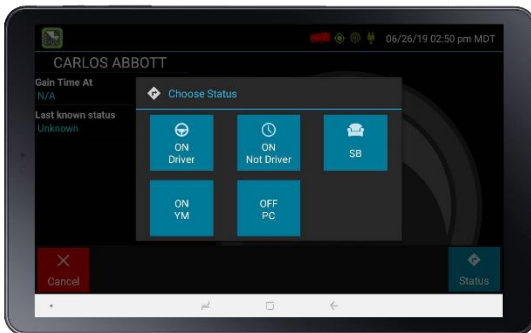 06/26/19 02:50 pm MDT
CARLOS ABBOTT
Gain Time At
N/A
Last known status
Unknown
Choose Status
ON
Driver
ON
Not Driver
SB
ON
YM
OFF
PC
Cancel
Status